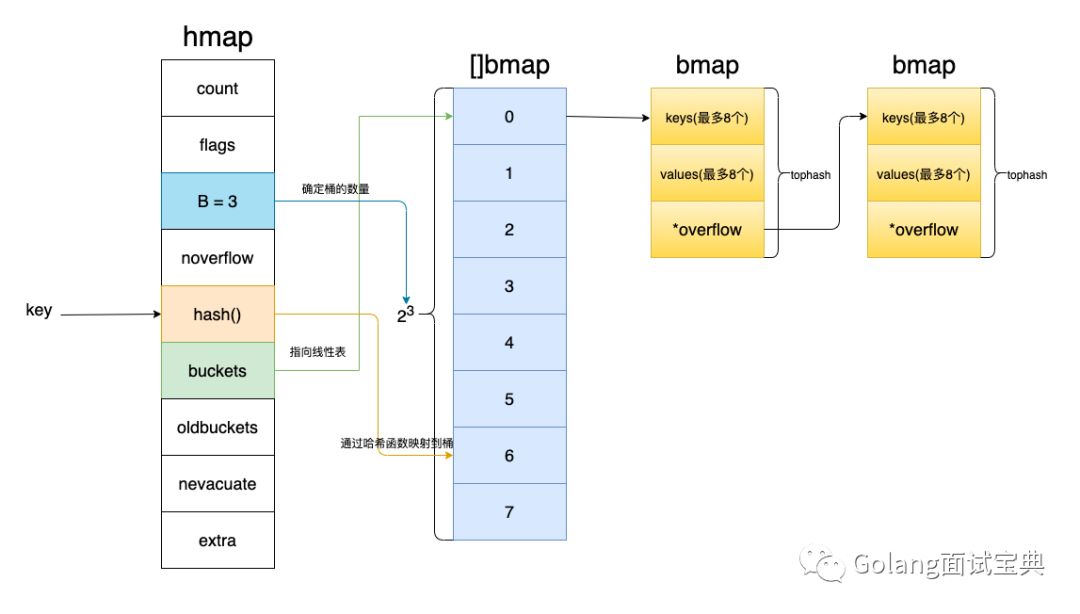 hmap
count
flags
B = 3
noverflow
key
hash()
buckets
oldbuckets
nevacuate
extra
确定桶的数量
指向线性表
通过哈希函数映射到桶
2³
[]bmap
0
1
2
3
4
5
6
7
bmap
keys(最多8个)
values(最多8个)
*overflow
tophash
bmap
keys(最多8个)
values(最多8个)
*overflow
tophash
Golang面试宝典